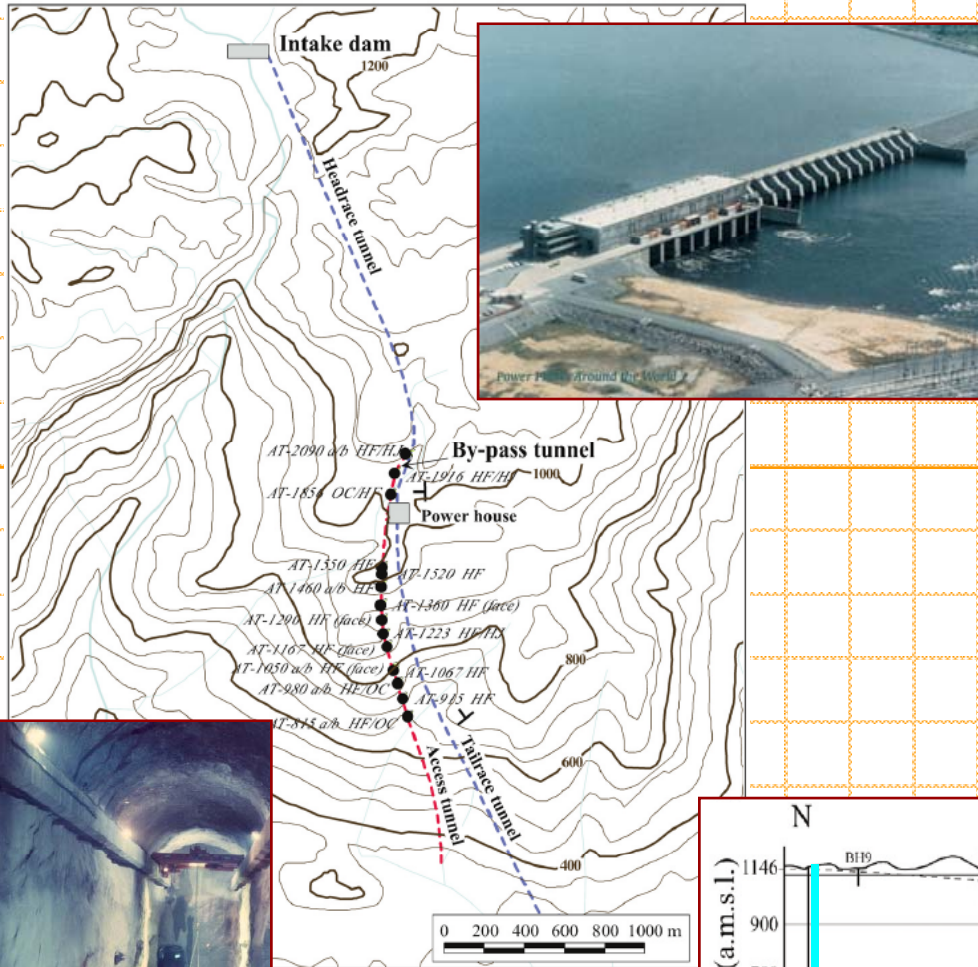 Intake dam
1200
Headrace tunnel
Power Plants Around the World
AT-2090 a/b HF/HJ
By-pass tunnel
AT-1916 HF/HJ
1000
AT-1856 OC/HF
Power house
AT-1550 HF
AT-1520 HF
AT-1460 a/b HF
AT-1360 HF (face)
AT-1290 HF (face)
AT-1223 HF/HJ
AT-1167 HF (face)
800
AT-1050 a/b HF (face)
AT-1067 HF
AT-980 a/b HF/OC
AT-915 HF
AT-815 a/b HF/OC
Access tunnel
Tailrace tunnel
600
400
0 200 400 600 800 1000 m
N
BH9
1146
900
(a.m.s.l.)